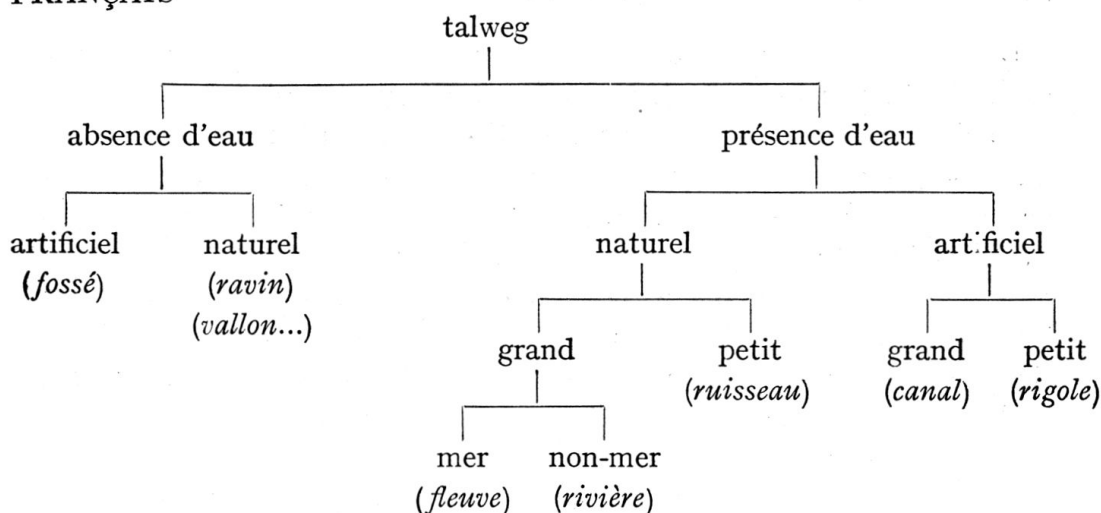 FRANÇAIS
talweg
absence d'eau présence d'eau
artificiel naturel naturel artificiel
(fossé) (ravin)
(vallon...)
grand petit grand petit
(ruisseau) (canal) (rigole)
mer non-mer
(fleuve) (rivière)